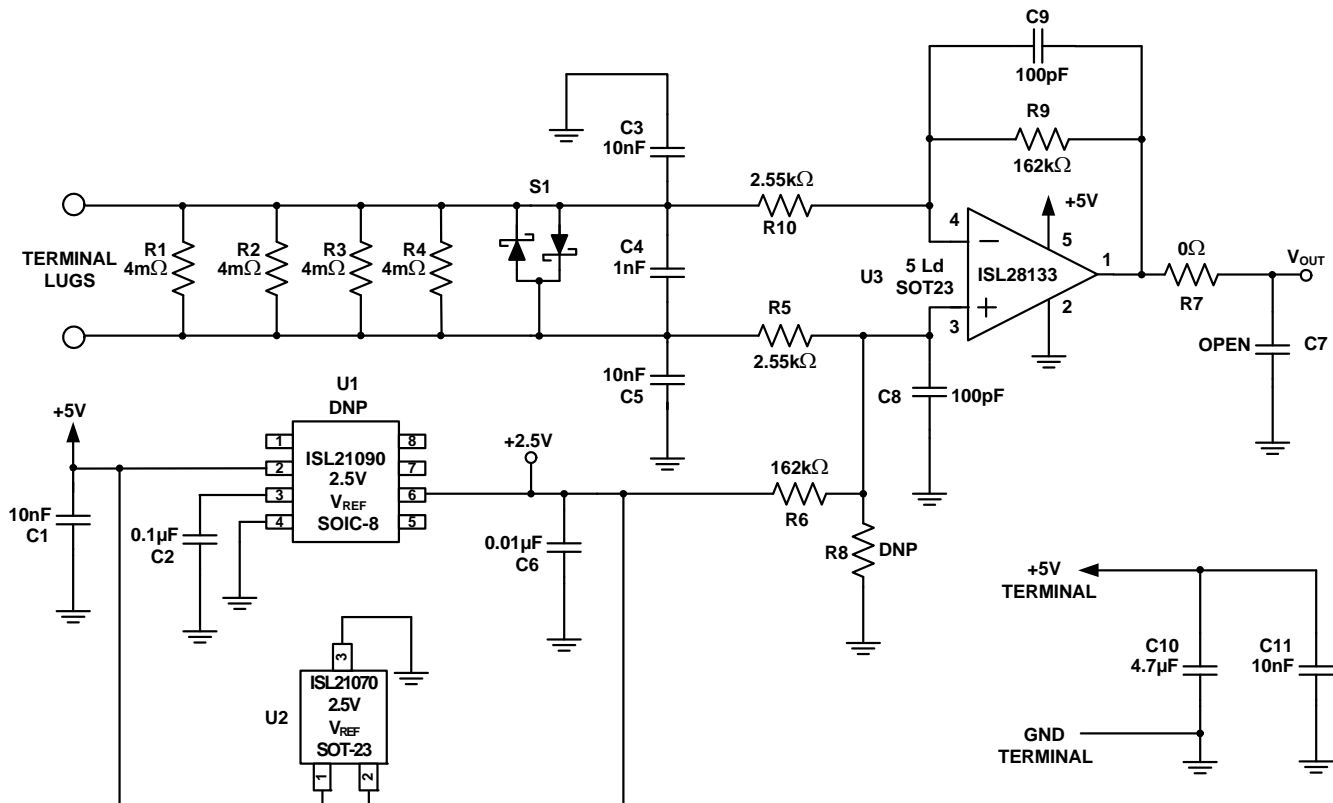 C9
100pF
R9
162kΩ
C3
10nF
S1
2.55kΩ
R10
+5V
4
5
TERMINAL
LUGS
R1
4mΩ
R2
4mΩ
R3
4mΩ
R4
4mΩ
C4
1nF
U3
5 Ld
SOT23
ISL28133
1
0Ω
R7
VOUT
3
2
R5
2.55kΩ
OPEN
C7
10nF
C5
C8
100pF
U1
DNP
+5V
+2.5V
1
2
3
4
ISL21090
2.5V
VREF
SOIC-8
8
7
6
5
10nF
C1
0.1µF
C2
0.01µF
C6
162kΩ
R6
R8
DNP
+5V
TERMINAL
C10
4.7µF
C11
10nF
GND
TERMINAL
3
U2
ISL21070
2.5V
VREF
SOT-23
1
2